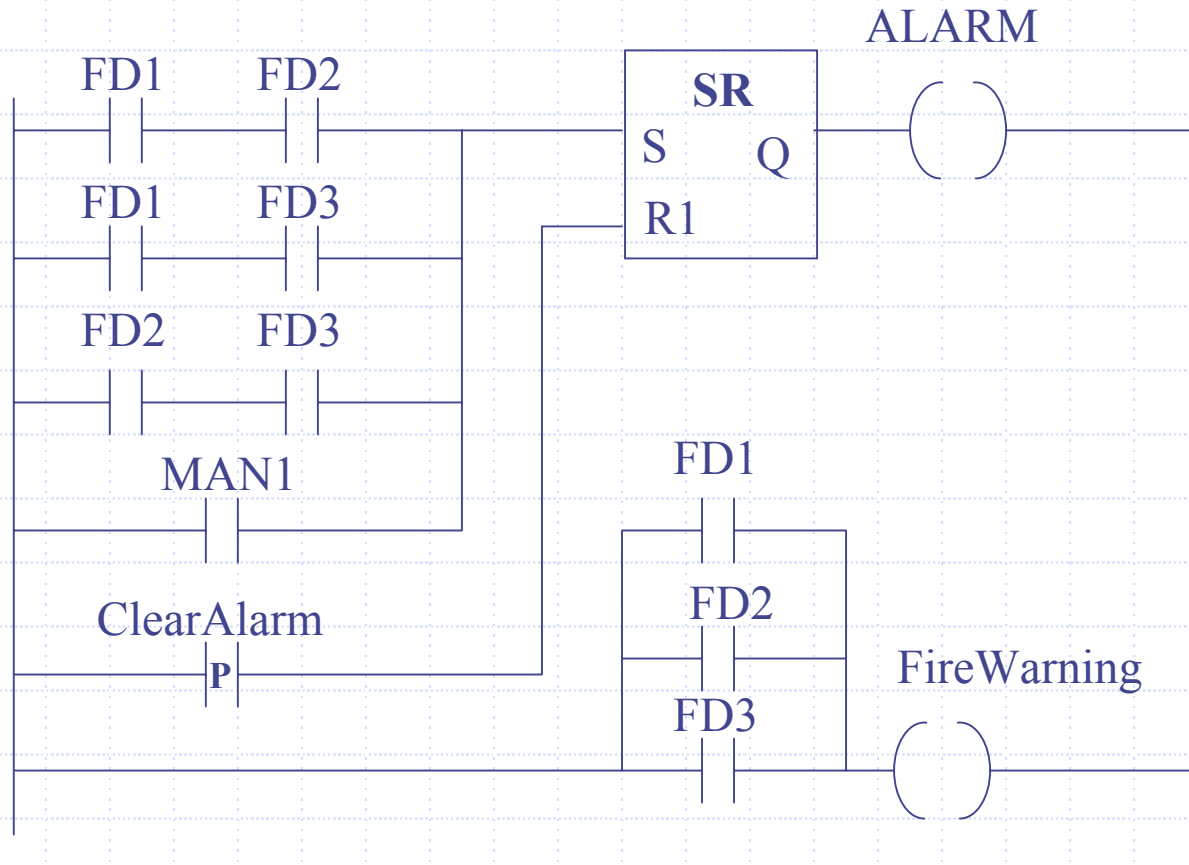 ALARM
FD1 FD2
SR
S Q
FD1 FD3
R1
FD2 FD3
MAN1
FD1
ClearAlarm
P
FD2
FireWarning
FD3